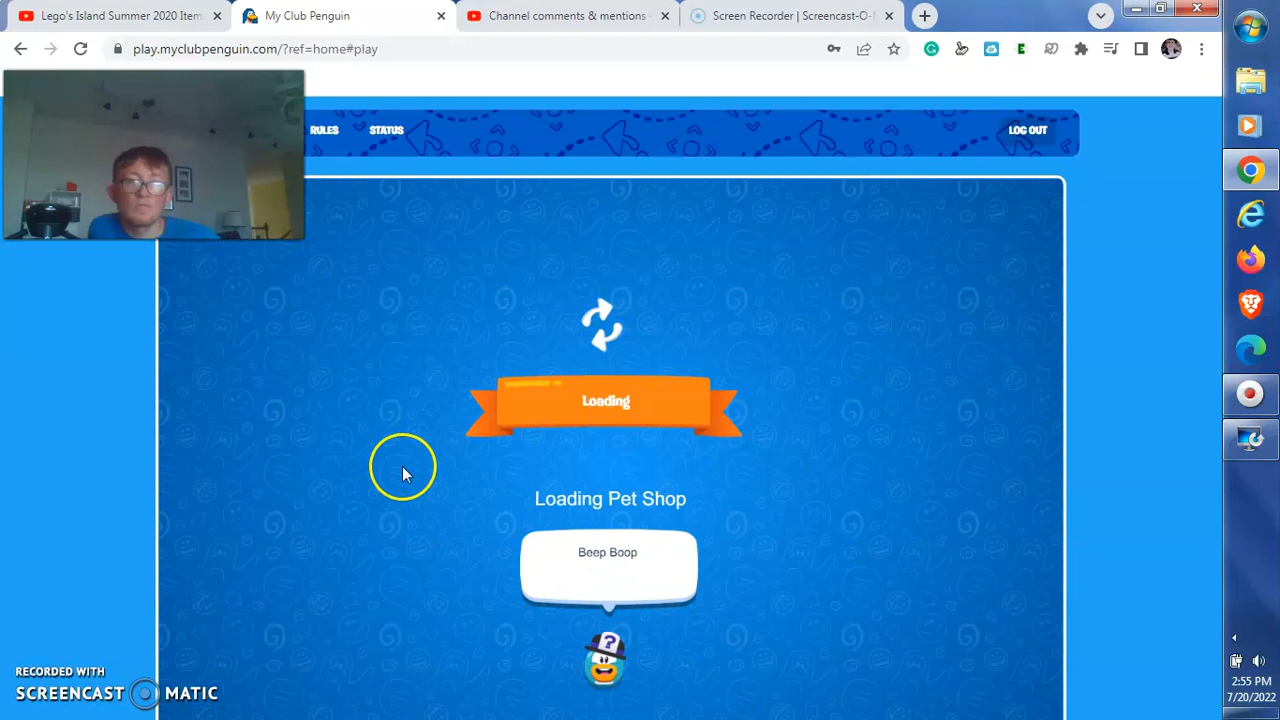 Lego's Island Summer 2020 Item
My Club Penguin
Channel comments & mentions -
Screen Recorder | Screencast-O-
play.myclubpenguin.com/?ref=home#play
RULES
STATUS
LOG OUT
Loading
Loading Pet Shop
Beep Boop
?
RECORDED WITH
SCREENCAST MATIC
2:55 PM
7/20/2022